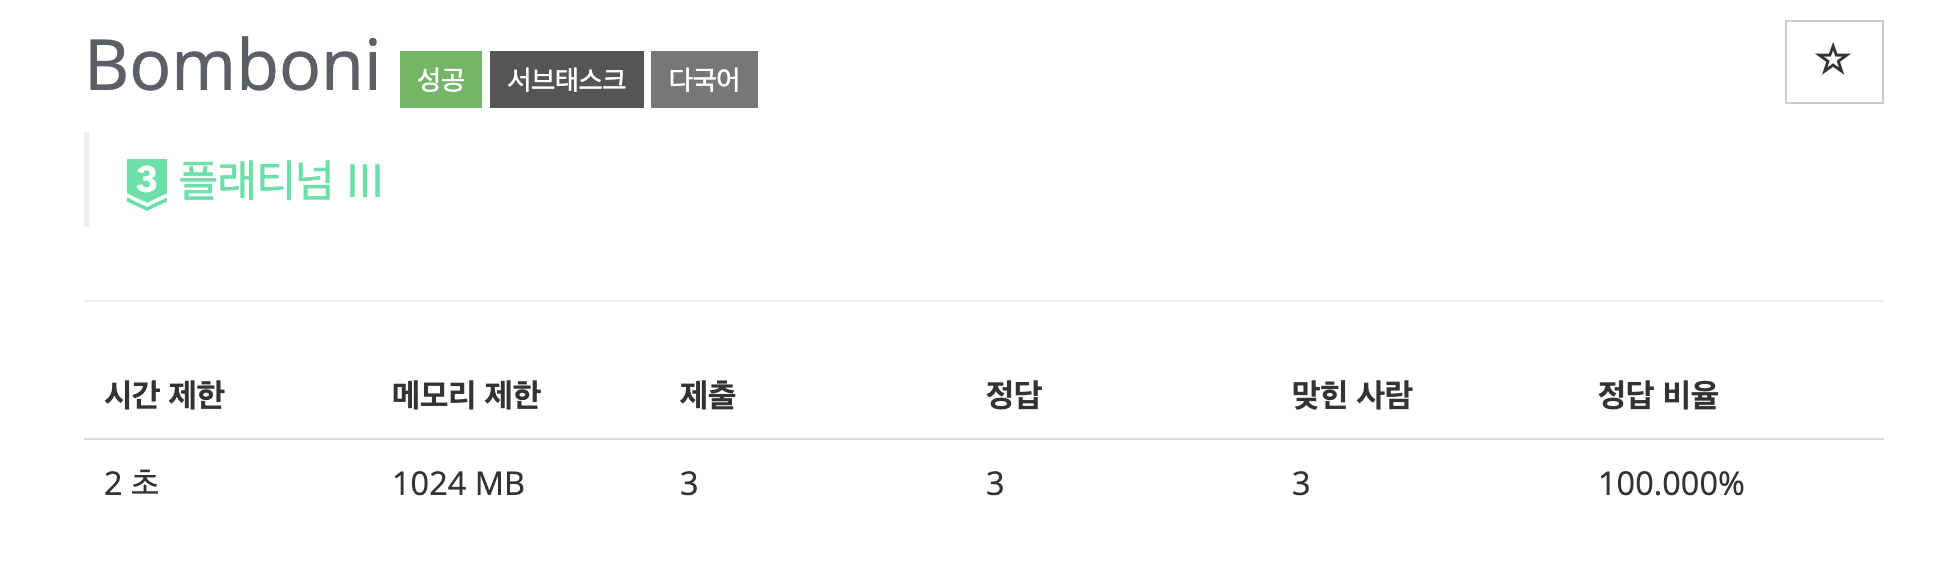 Bomboni 성공 서브태스크 다국어
3 플래티넘 III
시간 제한 메모리 제한 제출 정답 맞힌 사람 정답 비율
2 초 1024 MB 3 3 3 100.000%